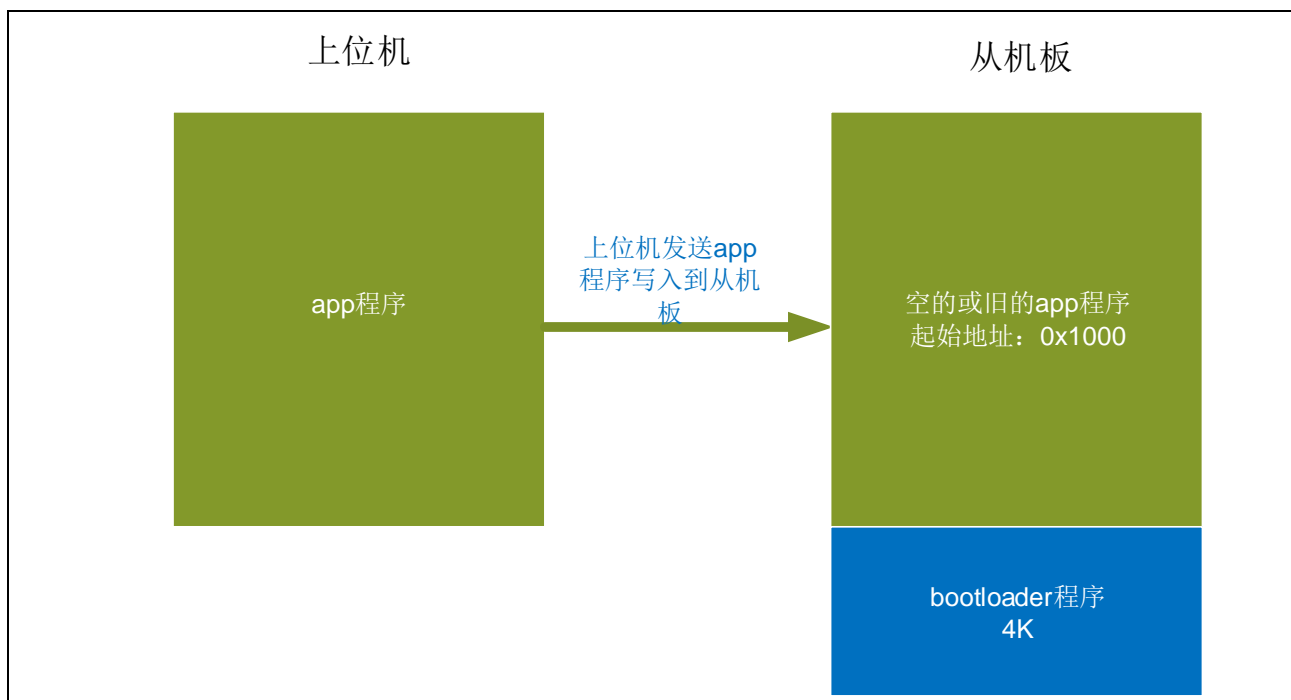 上位机
从机板
上位机发送app
程序写入到从机
板
app程序
空的或旧的app程序
起始地址：0x1000
bootloader程序
4K